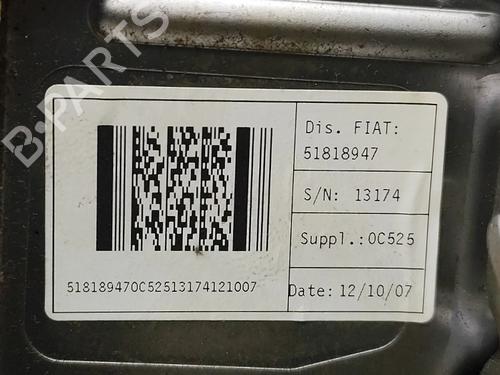 B-PARTS
Dis. FIAT:
51818947
S/N: 13174
Suppl.:0C525
518189470C52513174121007
Date: 12/10/07